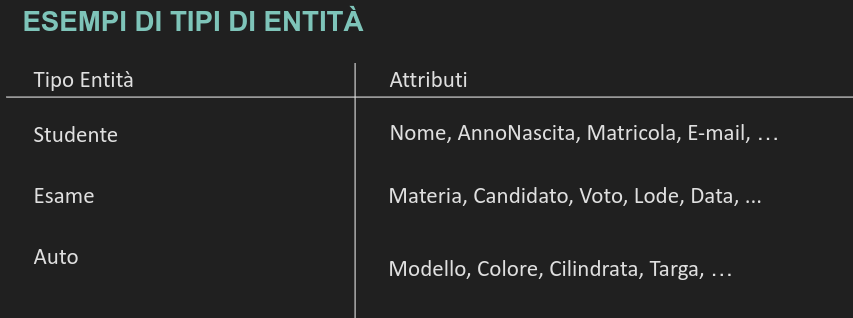 ESEMPI DI TIPI DI ENTITÀ
Tipo Entità Attributi
Studente Nome, AnnoNascita, Matricola, E-mail, …
Esame Materia, Candidato, Voto, Lode, Data, ...
Auto Modello, Colore, Cilindrata, Targa, …